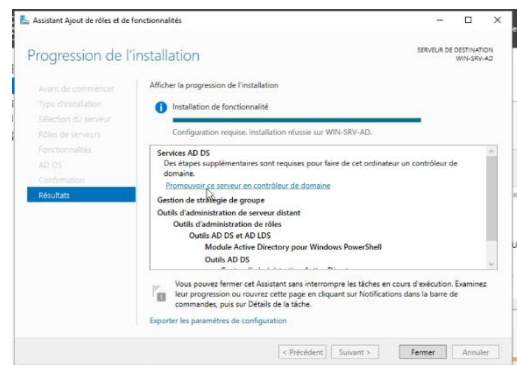 Assistant Ajout de rôles et de fonctionnalités
Progression de l'installation
SERVEUR DE DESTINATION
WIN-SRV-AD
Avant de commencer
Type d'installation
Sélection du serveur
Rôles de serveurs
Fonctionnalités
AD DS
Confirmation
Résultats
Afficher la progression de l'installation
Installation de fonctionnalité
Configuration requise. Installation réussie sur WIN-SRV-AD.
Services AD DS
Des étapes supplémentaires sont requises pour faire de cet ordinateur un contrôleur de
domaine.
Promouvoir ce serveur en contrôleur de domaine
Gestion de stratégie de groupe
Outils d'administration de serveur distant
Outils d'administration de rôles
Outils AD DS et AD LDS
Module Active Directory pour Windows PowerShell
Outils AD DS
Vous pouvez fermer cet Assistant sans interrompre les tâches en cours d'exécution. Examinez
leur progression ou rouvrez cette page en cliquant sur Notifications dans la barre de
commandes, puis sur Détails de la tâche.
Exporter les paramètres de configuration
< Précédent
Suivant >
Fermer
Annuler